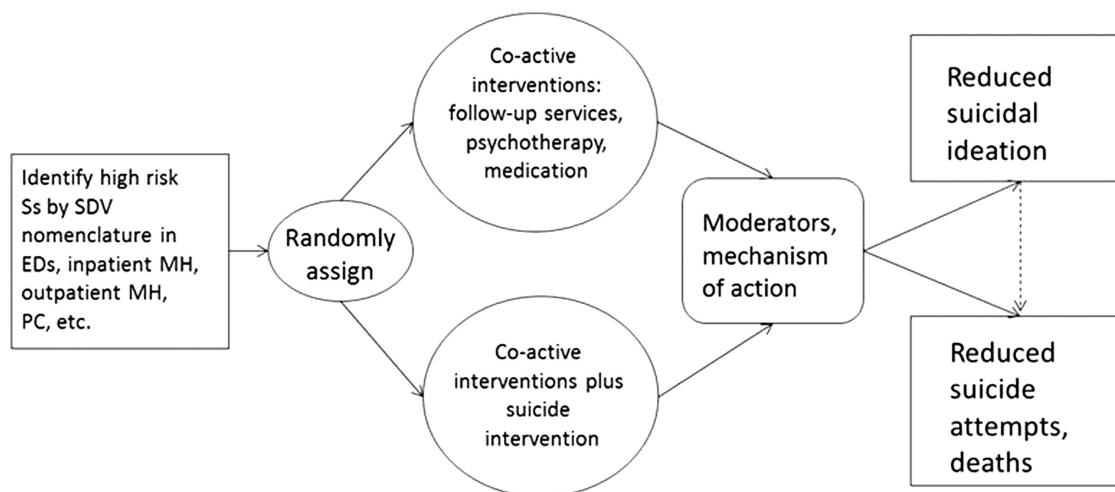 Identify high risk
Ss by SDV
nomenclature in
EDs, inpatient MH,
outpatient MH,
PC, etc.
Randomly
assign
Co-active
interventions:
follow-up services,
psychotherapy,
medication
Co-active
interventions plus
suicide
intervention
Moderators,
mechanism
of action
Reduced
suicidal
ideation
Reduced
suicide
attempts,
deaths